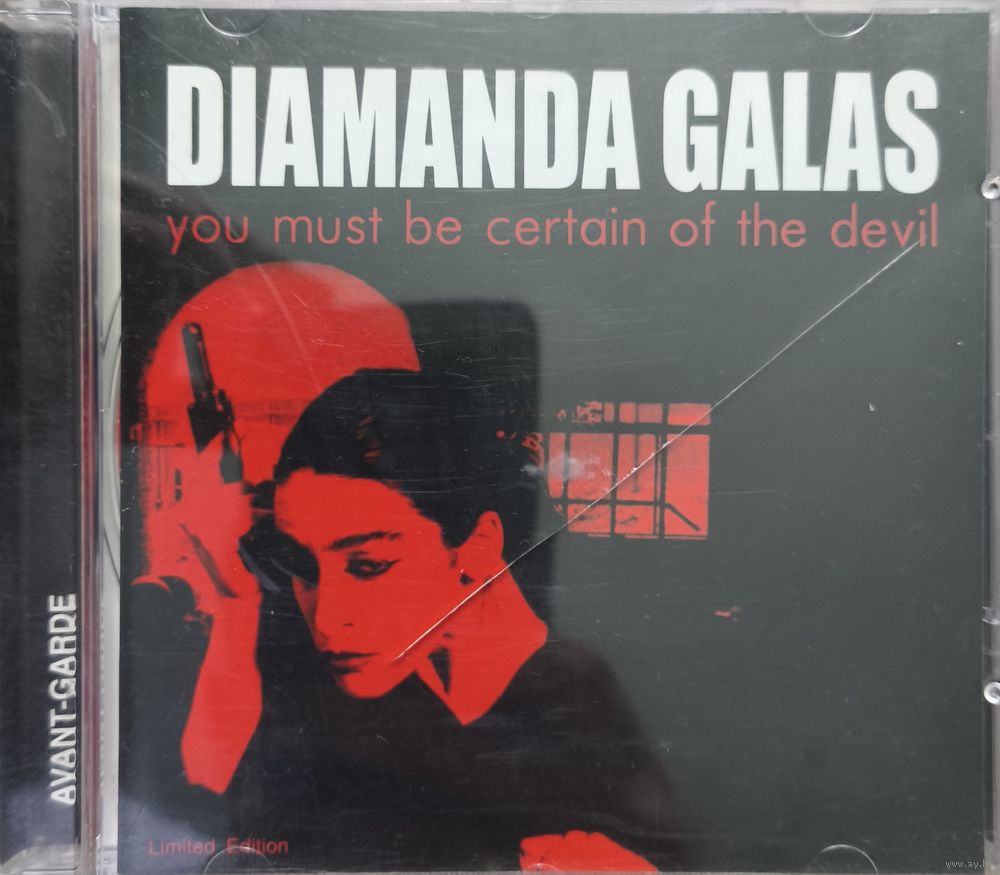 DIAMANDA GALAS
you must be certain of the devil
AVANT-GARDE
Limited Edition